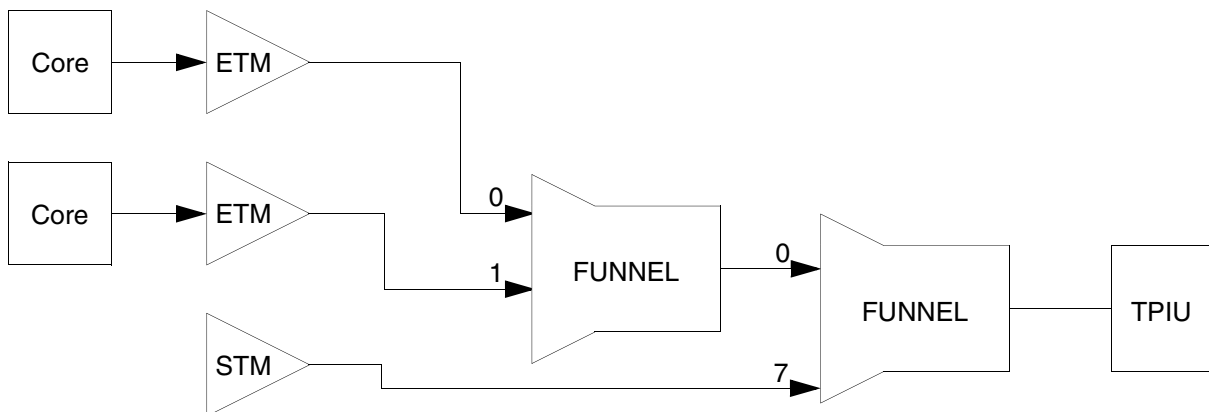 Core
ETM
Core
ETM
0
1
FUNNEL
0
FUNNEL
TPIU
STM
7